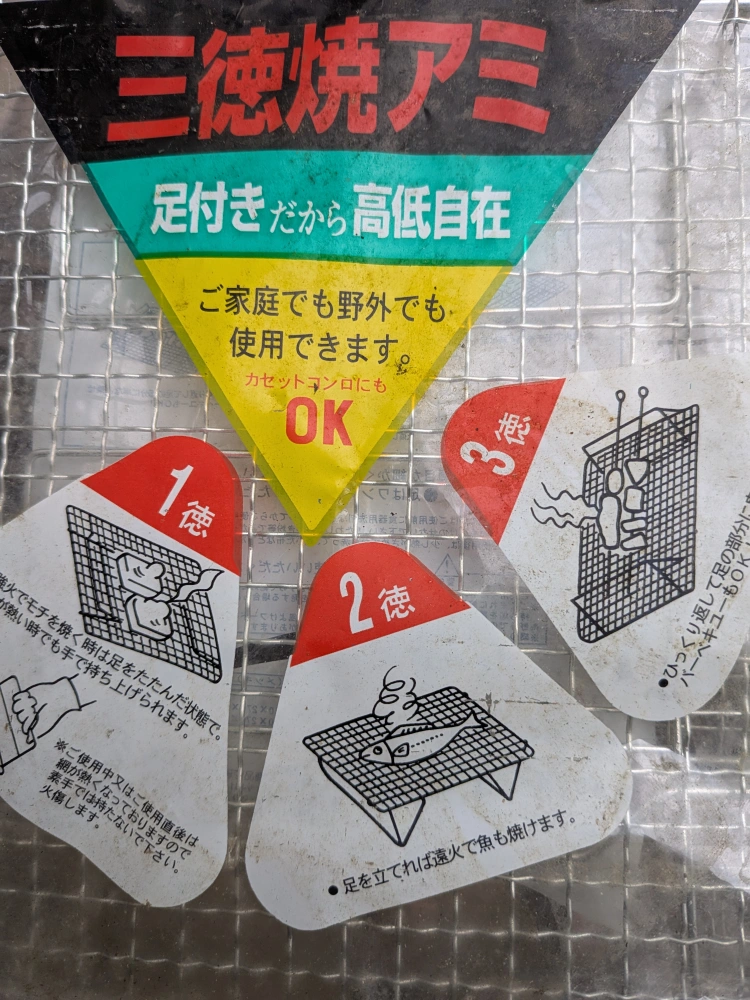 三徳焼アミ
足付きだから高低自在
ご家庭でも野外でも
使用できます。
カセットコンロにも
OK
1徳
強火でモチを焼く時は足をたたんだ状態で。
が熱い時でも手で持ち上げられます。
※ご使用中又はご使用直後は
網が熱くなっておりますので
素手では持たないで下さい。
火傷します。
2徳
●足を立てれば遠火で魚も焼けます。
3徳
●ひっくり返して足の部分に
バーベキューもOK